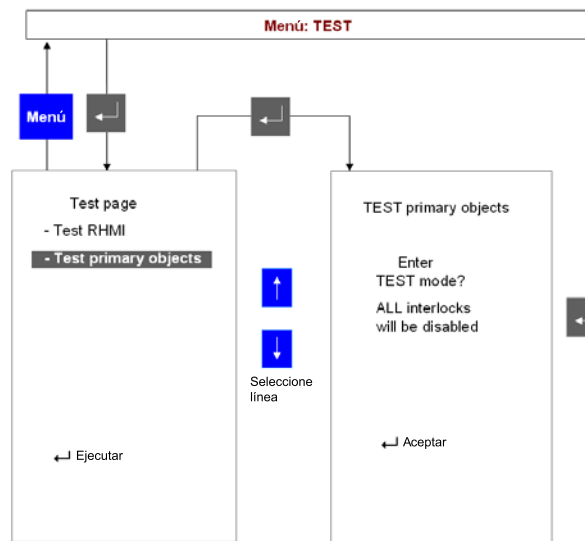 Menú: TEST
Menú
Test page
- Test RHMI
- Test primary objects
Ejecutar
Seleccione
línea
TEST primary objects
Enter
TEST mode?
ALL interlocks
will be disabled
Aceptar